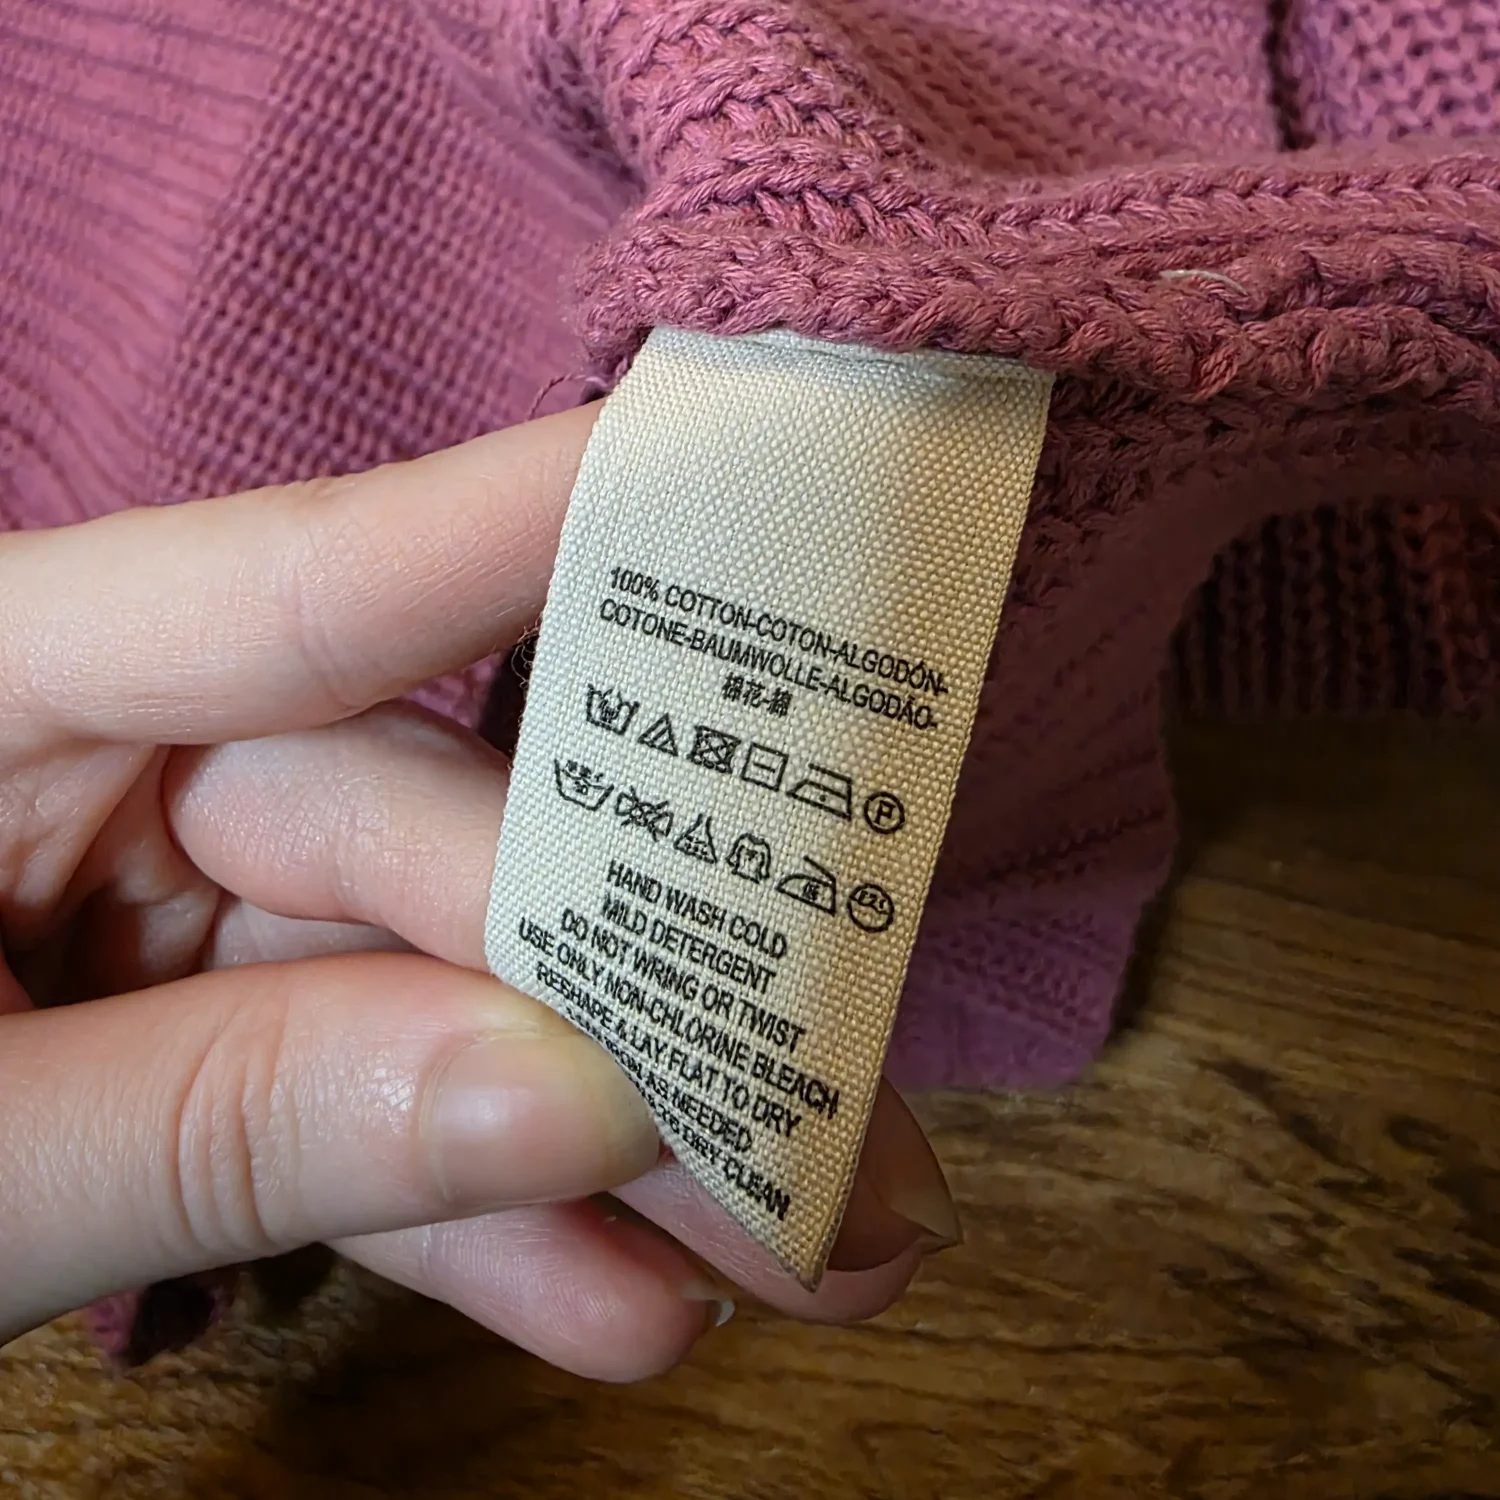 100% COTTON-COTON-ALGODÓN-
COTONE-BAUMWOLLE-ALGODÃO-
棉花-綿
P
HAND WASH COLD
MILD DETERGENT
DO NOT WRING OR TWIST
USE ONLY NON-CHLORINE BLEACH
RESHAPE & LAY FLAT TO DRY
AS NEEDED
DRY CLEAN